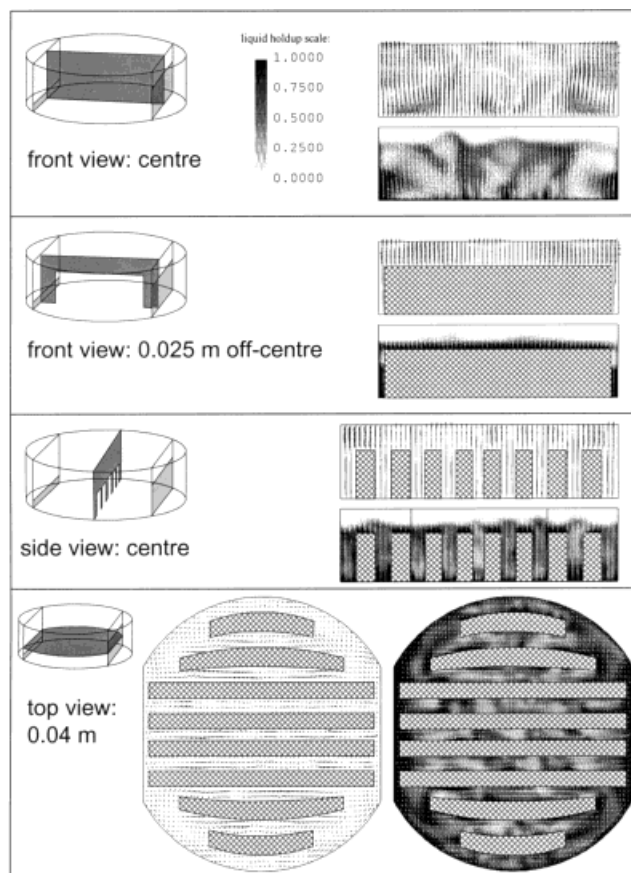 liquid holdup scale:
1.0000
0.7500
0.5000
0.2500
0.0000
front view: centre
front view: 0.025 m off-centre
side view: centre
top view:
0.04 m